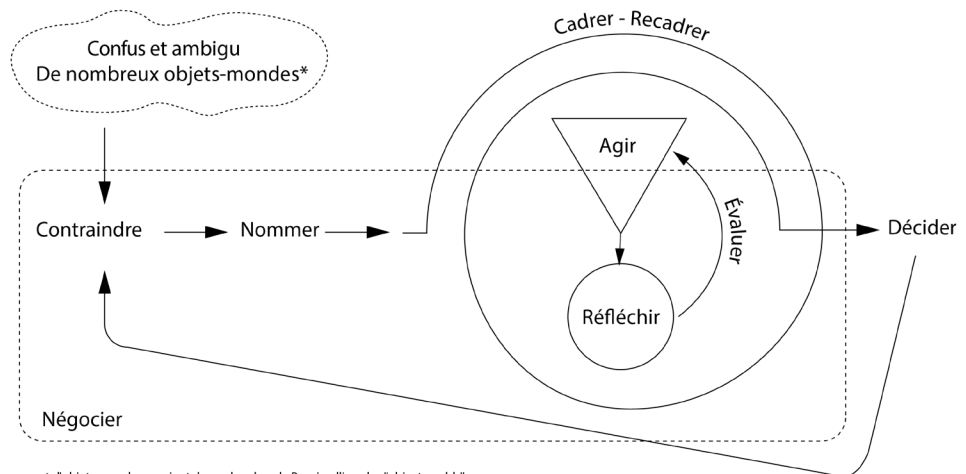 Confus et ambigu
De nombreux objets-mondes*
Cadrer - Recadrer
Agir
Évaluer
Contraindre
Nommer
Décider
Réfléchir
Négocier